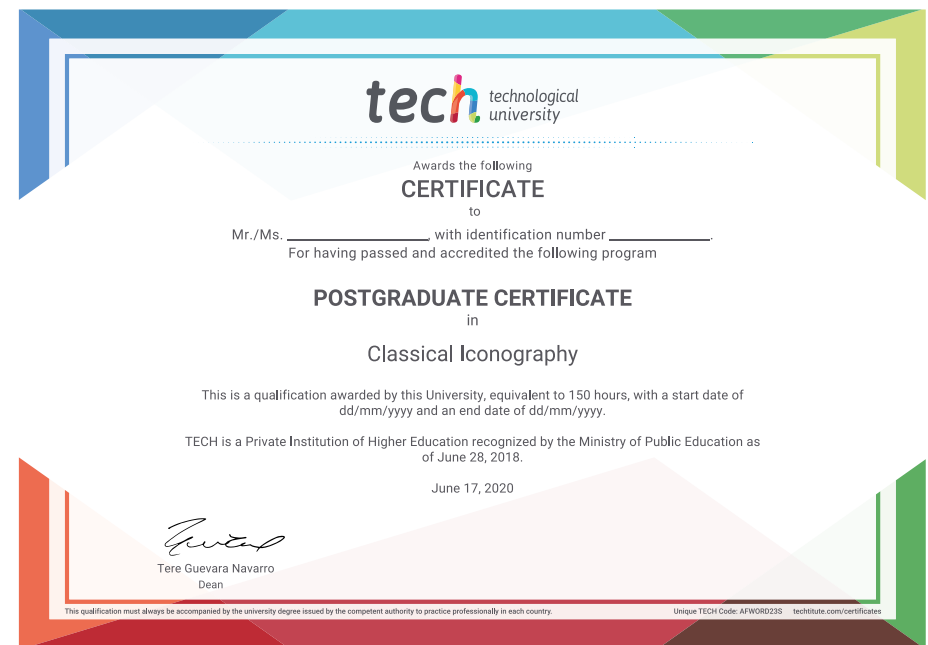 tech technological
university
Awards the following
CERTIFICATE
to
Mr./Ms. ____________________, with identification number ______________.
For having passed and accredited the following program
POSTGRADUATE CERTIFICATE
in
Classical Iconography
This is a qualification awarded by this University, equivalent to 150 hours, with a start date of
dd/mm/yyyy and an end date of dd/mm/yyyy.
TECH is a Private Institution of Higher Education recognized by the Ministry of Public Education as
of June 28, 2018.
June 17, 2020
Tere Guevara Navarro
Dean
This qualification must always be accompanied by the university degree issued by the competent authority to practice professionally in each country.
Unique TECH Code: AFWORD23S techtitute.com/certificates